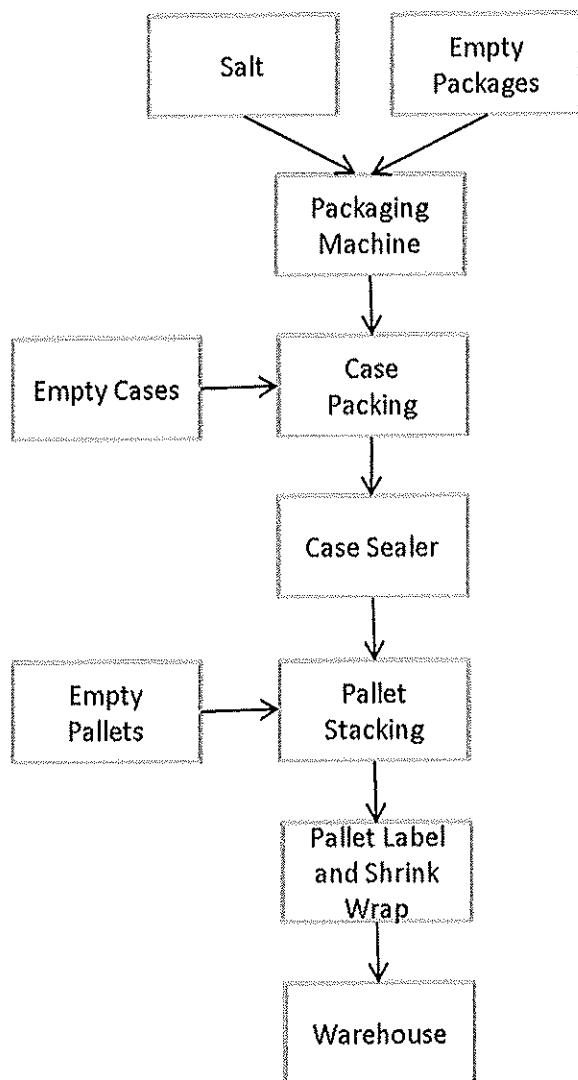 Salt
Empty
Packages
Packaging
Machine
Empty Cases
Case
Packing
Case Sealer
Empty
Pallets
Pallet
Stacking
Pallet Label
and Shrink
Wrap
Warehouse